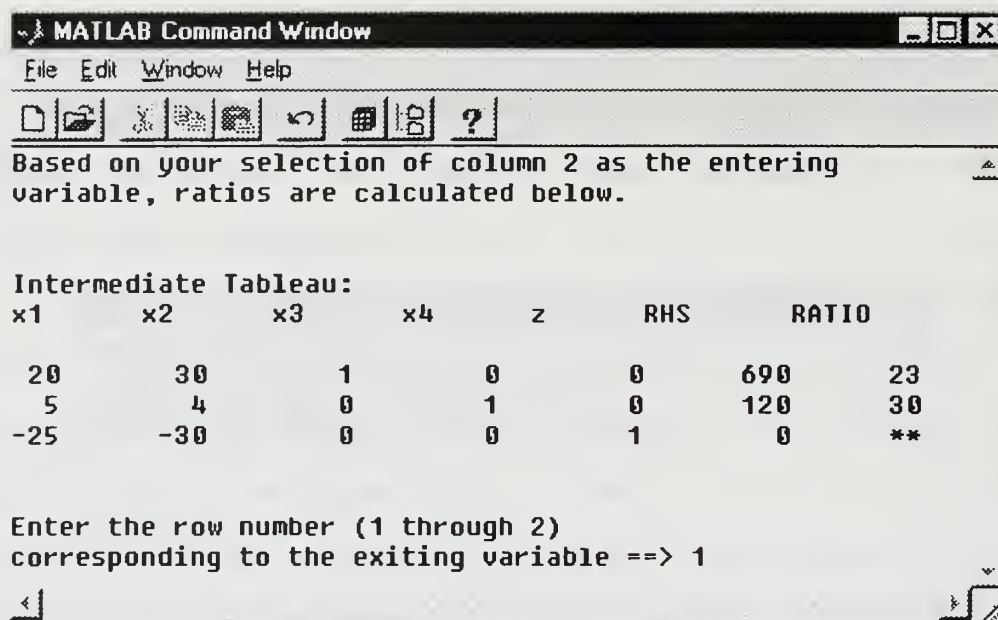 MATLAB Command Window
File Edit Window Help
Based on your selection of column 2 as the entering
variable, ratios are calculated below.
Intermediate Tableau:
x1 x2 x3 x4 z RHS RATIO
20 30 1 0 0 690 23
5 4 0 1 0 120 30
-25 -30 0 0 1 0 **
Enter the row number (1 through 2)
corresponding to the exiting variable ==> 1